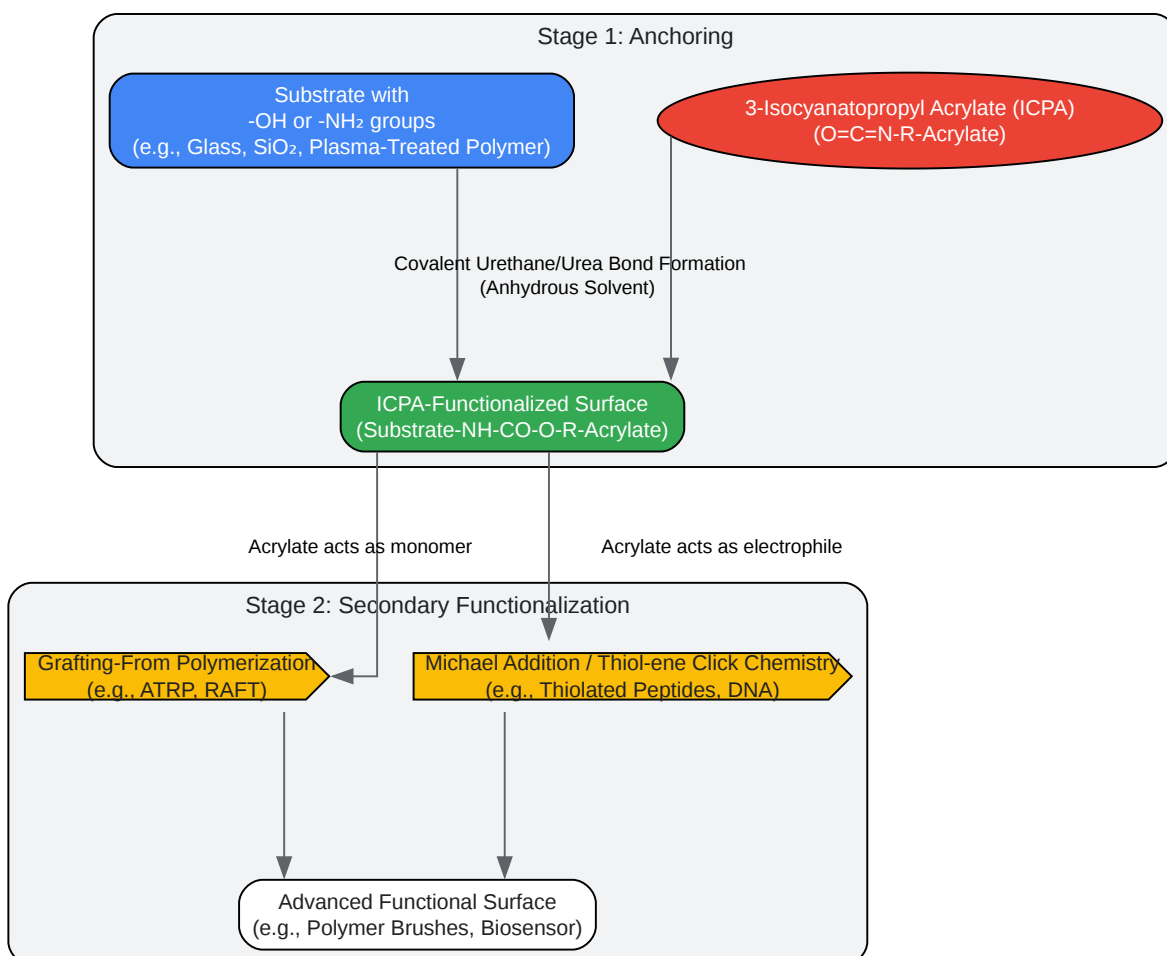 Stage 1: Anchoring
Substrate with
-OH or -NH₂ groups
(e.g., Glass, SiO₂, Plasma-Treated Polymer)
3-Isocyanatopropyl Acrylate (ICPA)
(O=C=N-R-Acrylate)
Covalent Urethane/Urea Bond Formation
(Anhydrous Solvent)
ICPA-Functionalized Surface
(Substrate-NH-CO-O-R-Acrylate)
Acrylate acts as monomer
Acrylate acts as electrophile
Stage 2: Secondary Functionalization
Grafting-From Polymerization
(e.g., ATRP, RAFT)
Michael Addition / Thiol-ene Click Chemistry
(e.g., Thiolated Peptides, DNA)
Advanced Functional Surface
(e.g., Polymer Brushes, Biosensor)